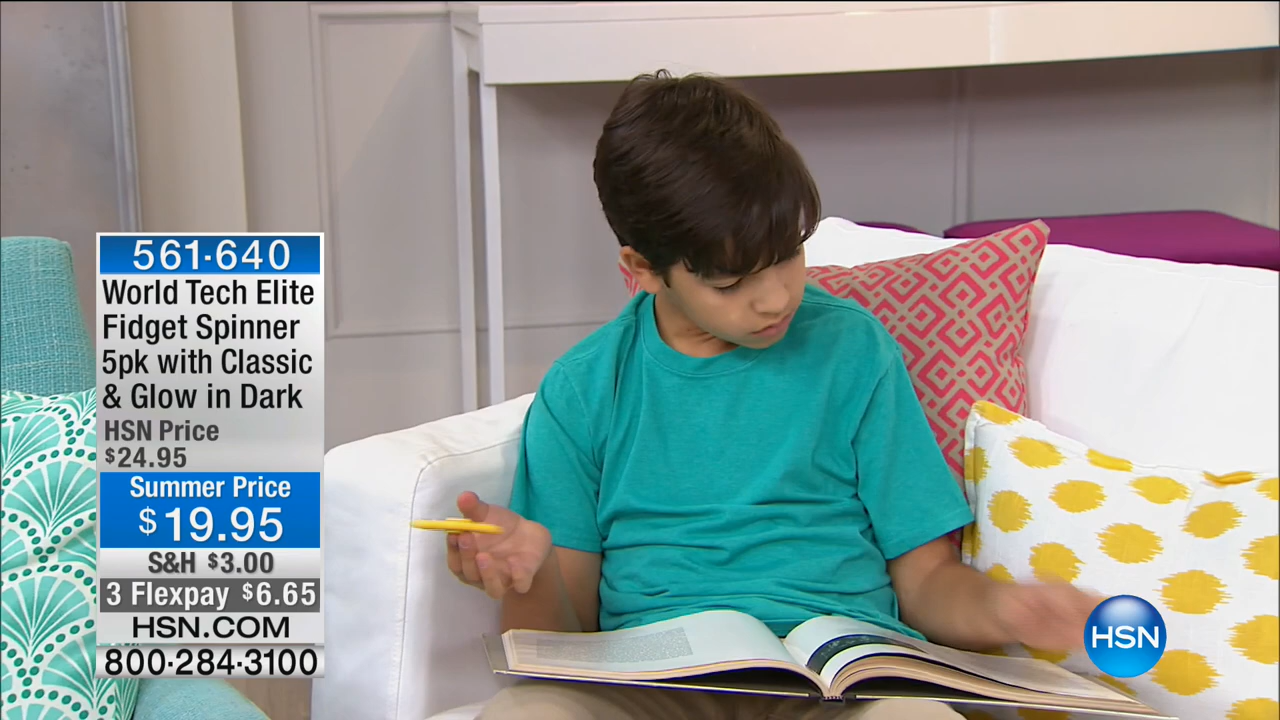 561·640
World Tech Elite
Fidget Spinner
5pk with Classic
& Glow in Dark
HSN Price
$24.95
Summer Price
$19.95
S&H $3.00
3 Flexpay $6.65
HSN.COM
800·284·3100
HSN